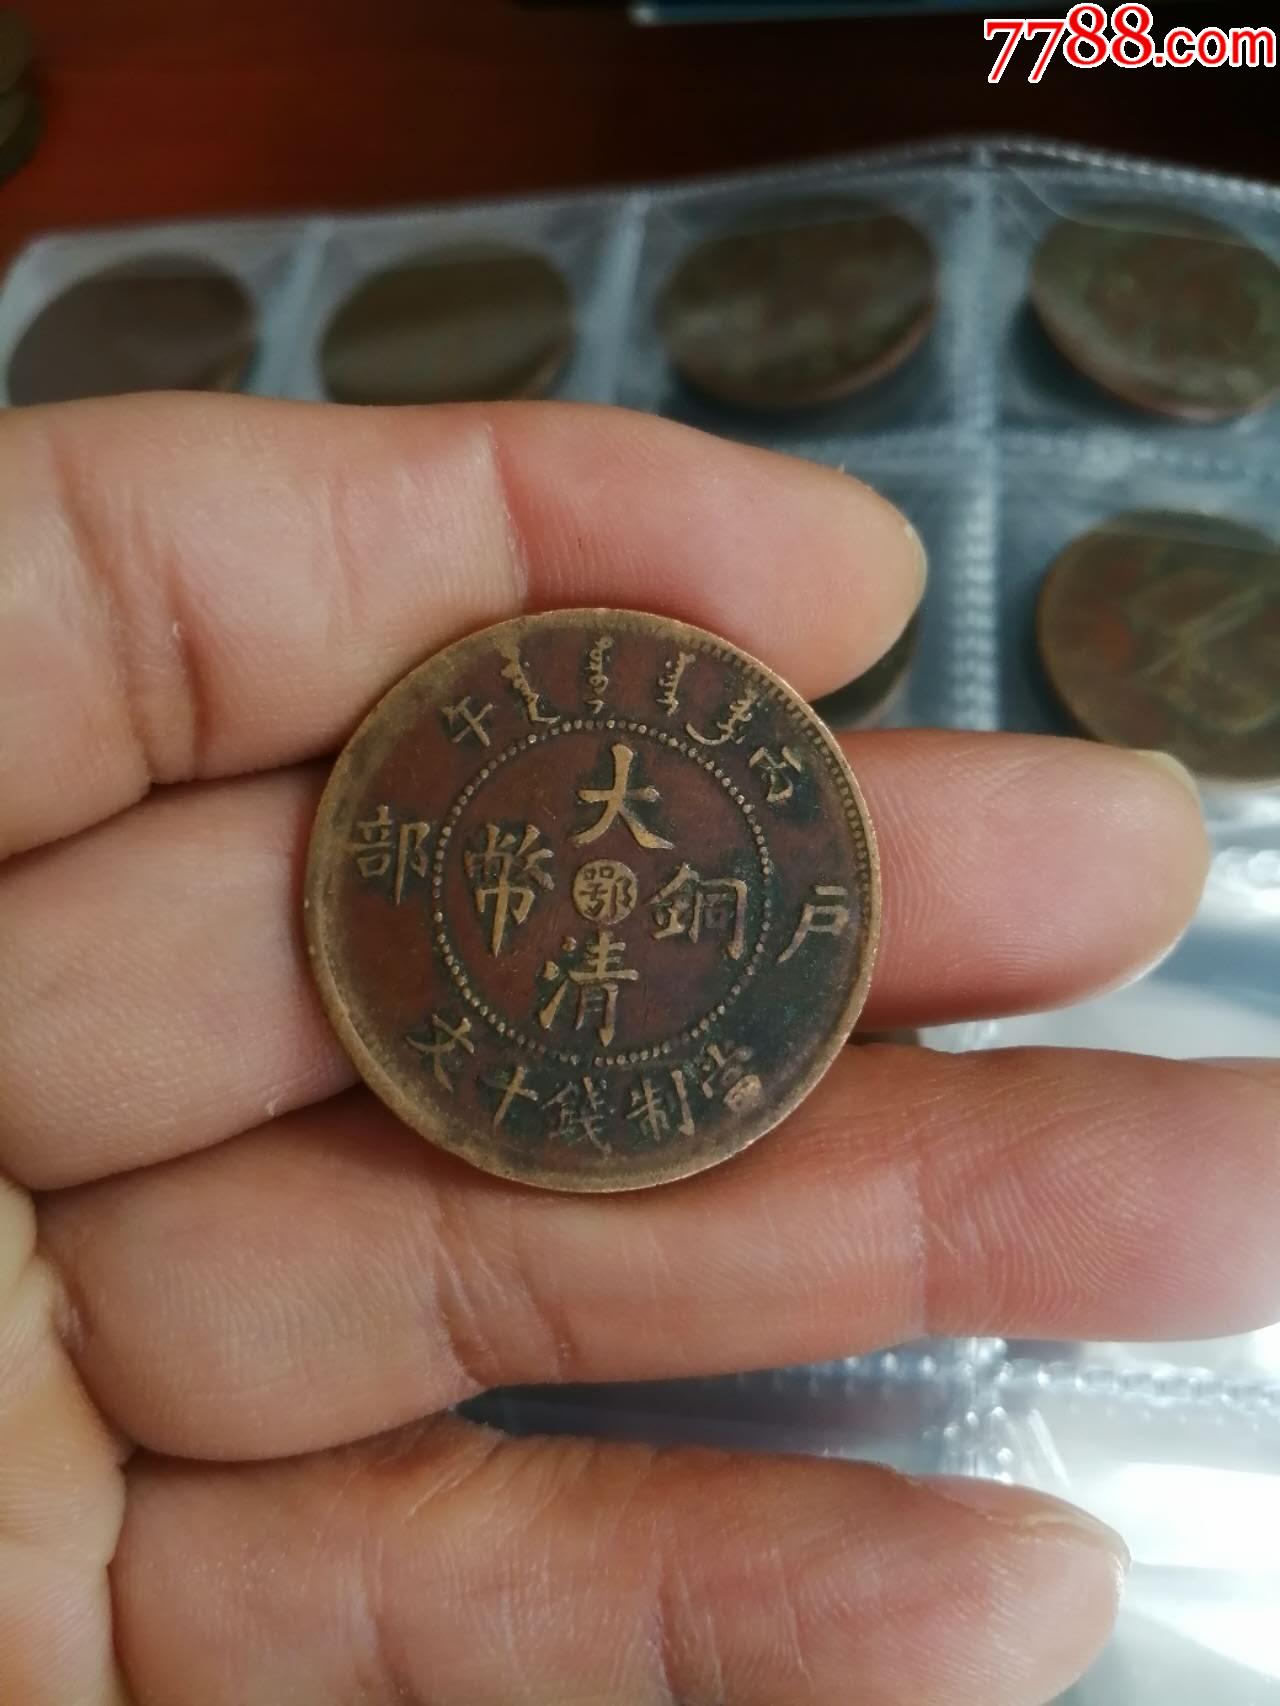 7788.com
丙午
戶部
大清銅幣
鄂
當制錢十文